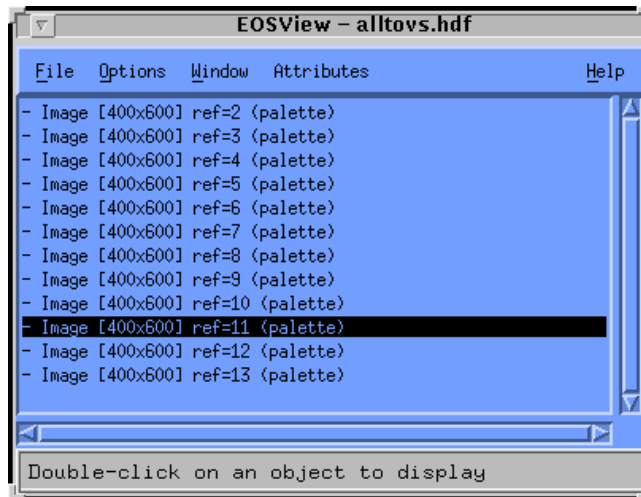 EOSView – alltovs.hdf
File Options Window Attributes Help
- Image [400x600] ref=2 (palette)
- Image [400x600] ref=3 (palette)
- Image [400x600] ref=4 (palette)
- Image [400x600] ref=5 (palette)
- Image [400x600] ref=6 (palette)
- Image [400x600] ref=7 (palette)
- Image [400x600] ref=8 (palette)
- Image [400x600] ref=9 (palette)
- Image [400x600] ref=10 (palette)
- Image [400x600] ref=11 (palette)
- Image [400x600] ref=12 (palette)
- Image [400x600] ref=13 (palette)
Double-click on an object to display